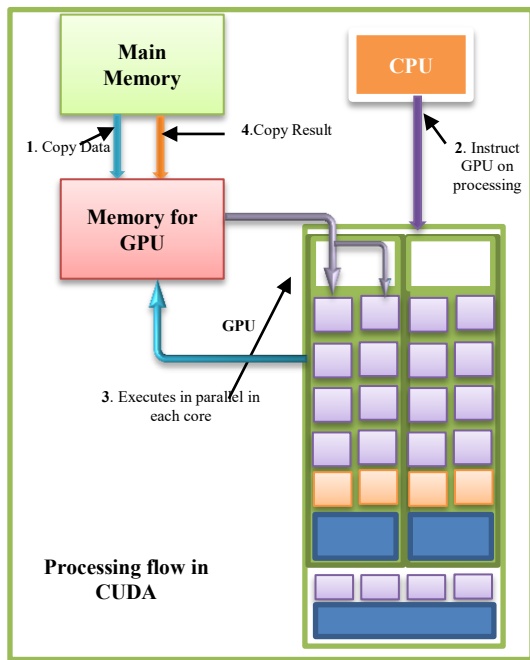 Main
Memory
CPU
1. Copy Data
4.Copy Result
2. Instruct
GPU on
processing
Memory for
GPU
GPU
3. Executes in parallel in
each core
Processing flow in
CUDA